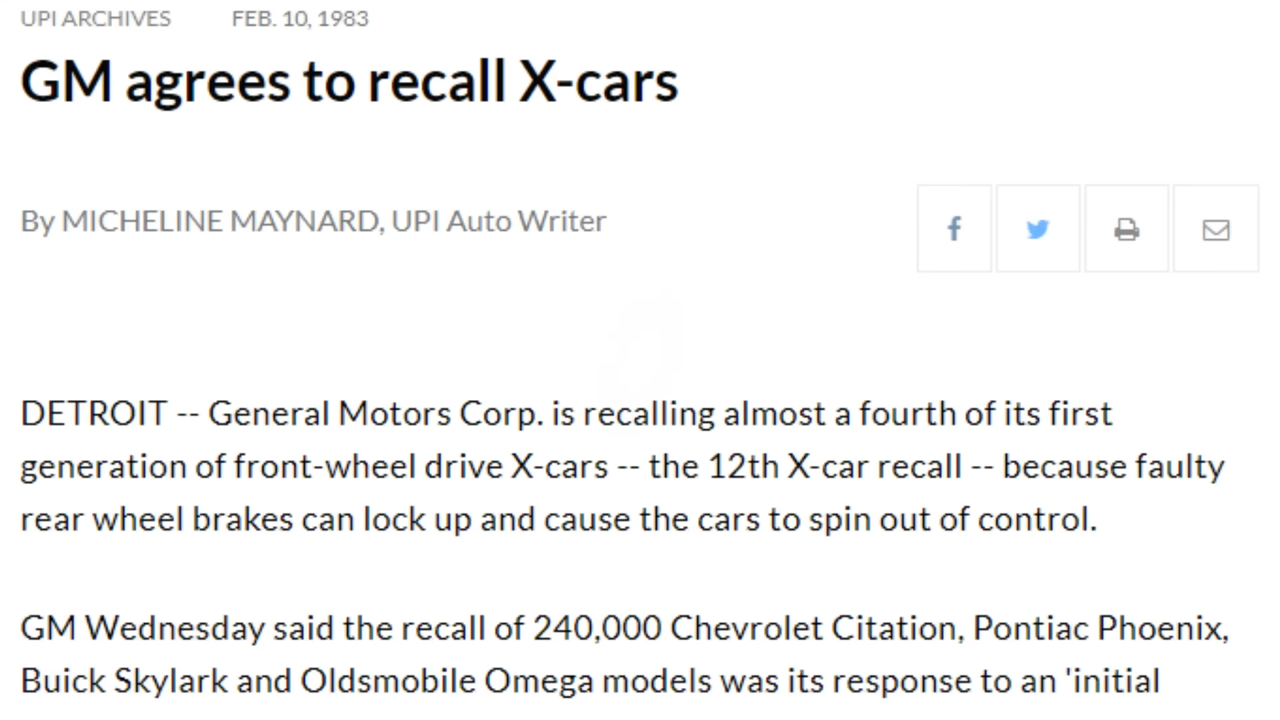 UPI ARCHIVES FEB. 10, 1983
GM agrees to recall X-cars
By MICHELINE MAYNARD, UPI Auto Writer
DETROIT -- General Motors Corp. is recalling almost a fourth of its first
generation of front-wheel drive X-cars -- the 12th X-car recall -- because faulty
rear wheel brakes can lock up and cause the cars to spin out of control.
GM Wednesday said the recall of 240,000 Chevrolet Citation, Pontiac Phoenix,
Buick Skylark and Oldsmobile Omega models was its response to an 'initial